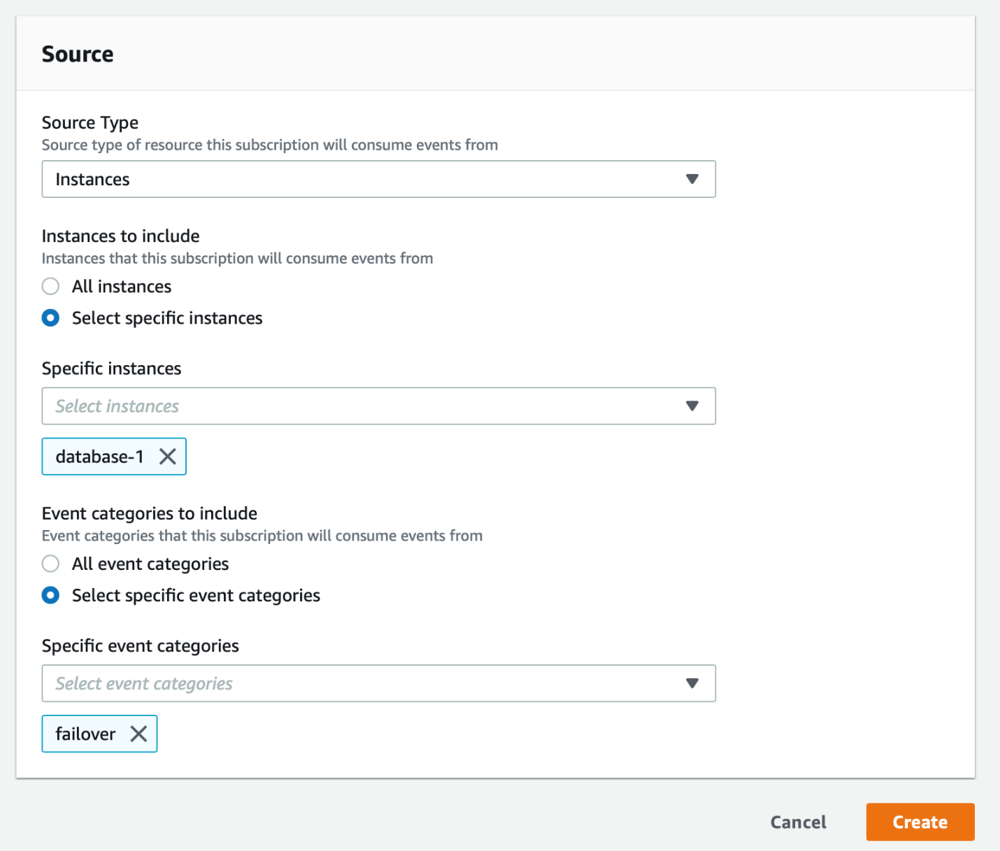 Source
Source Type
Source type of resource this subscription will consume events from
Instances
Instances to include
Instances that this subscription will consume events from
All instances
Select specific instances
Specific instances
Select instances
database-1
Event categories to include
Event categories that this subscription will consume events from
All event categories
Select specific event categories
Specific event categories
Select event categories
failover
Cancel
Create